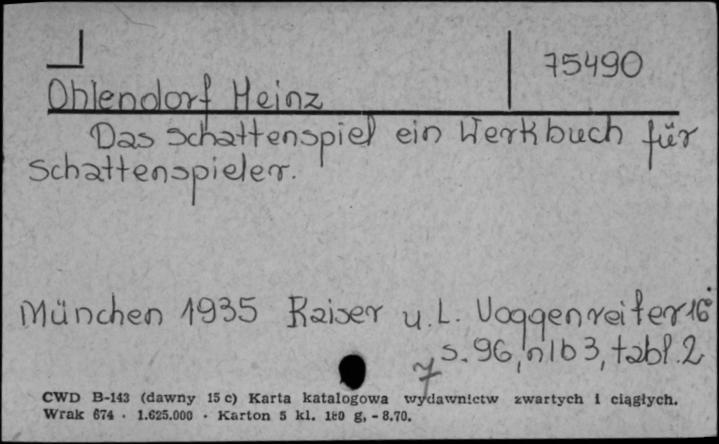 75490
Ohlendorf Heinz
Das Schattenspiel ein Werkbuch für
Schattenspieler.
München 1935 Kaiser u. L. Voggenreiter 16°
s. 96, nlb 3, tabl. 2
7
CWD B-143 (dawny 15 c) Karta katalogowa wydawnictw zwartych i ciągłych.
Wrak 674 · 1.625.000 · Karton 5 kl. 180 g, - 8.70.